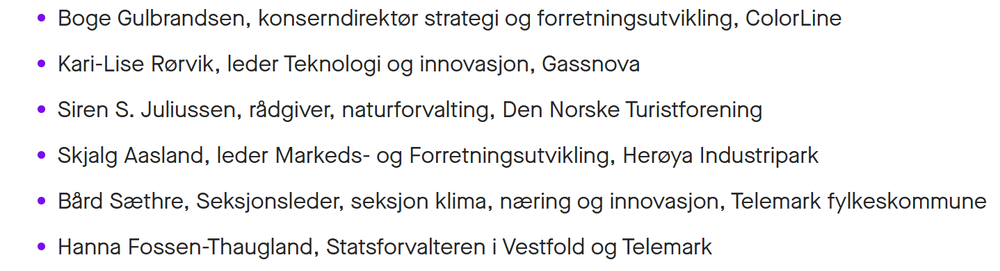 Boge Gulbrandsen, konserndirektør strategi og forretningsutvikling, ColorLine
Kari-Lise Rørvik, leder Teknologi og innovasjon, Gassnova
Siren S. Juliussen, rådgiver, naturforvalting, Den Norske Turistforening
Skjalg Aasland, leder Markeds- og Forretningsutvikling, Herøya Industripark
Bård Sæthre, Seksjonsleder, seksjon klima, næring og innovasjon, Telemark fylkeskommune
Hanna Fossen-Thaugland, Statsforvalteren i Vestfold og Telemark